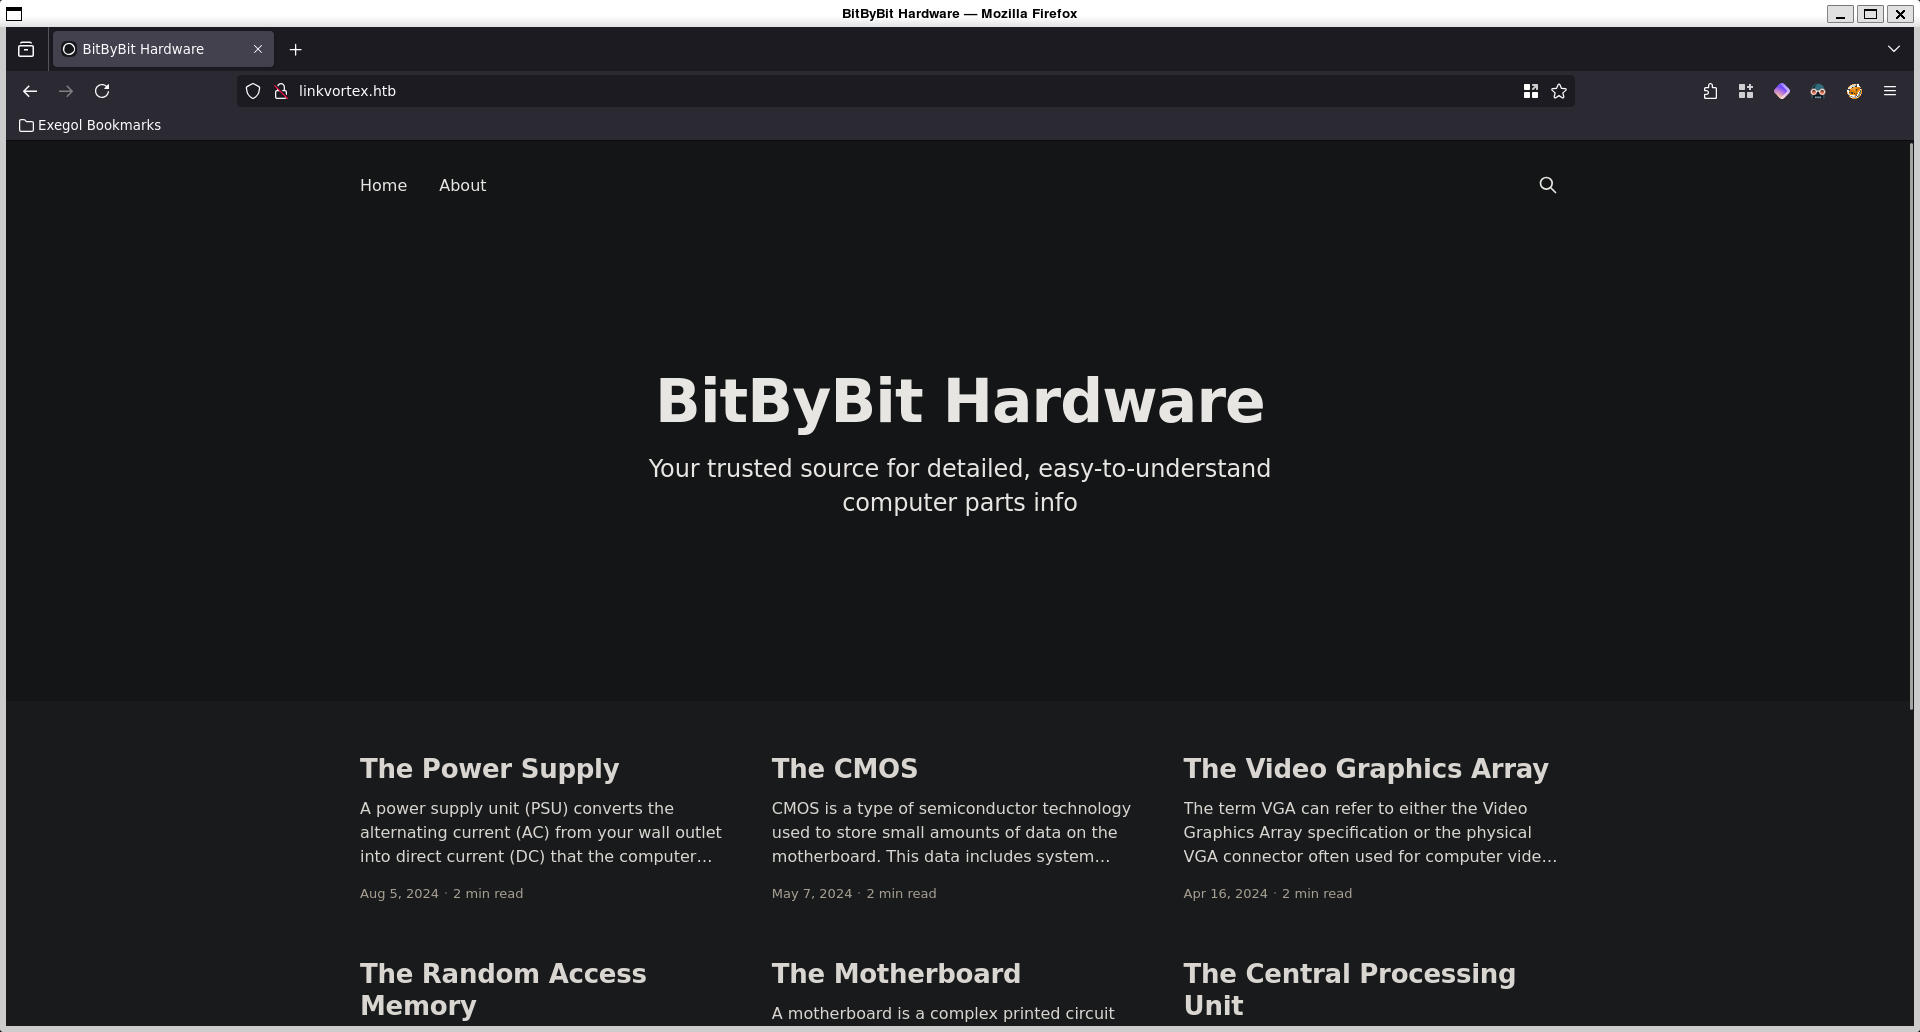 BitByBit Hardware — Mozilla Firefox
BitByBit Hardware
linkvortex.htb
Exegol Bookmarks
Home About
BitByBit Hardware
Your trusted source for detailed, easy-to-understand
computer parts info
The Power Supply
A power supply unit (PSU) converts the
alternating current (AC) from your wall outlet
into direct current (DC) that the computer…
Aug 5, 2024 · 2 min read
The CMOS
CMOS is a type of semiconductor technology
used to store small amounts of data on the
motherboard. This data includes system…
May 7, 2024 · 2 min read
The Video Graphics Array
The term VGA can refer to either the Video
Graphics Array specification or the physical
VGA connector often used for computer vide…
Apr 16, 2024 · 2 min read
The Random Access
Memory
The Motherboard
A motherboard is a complex printed circuit
The Central Processing
Unit